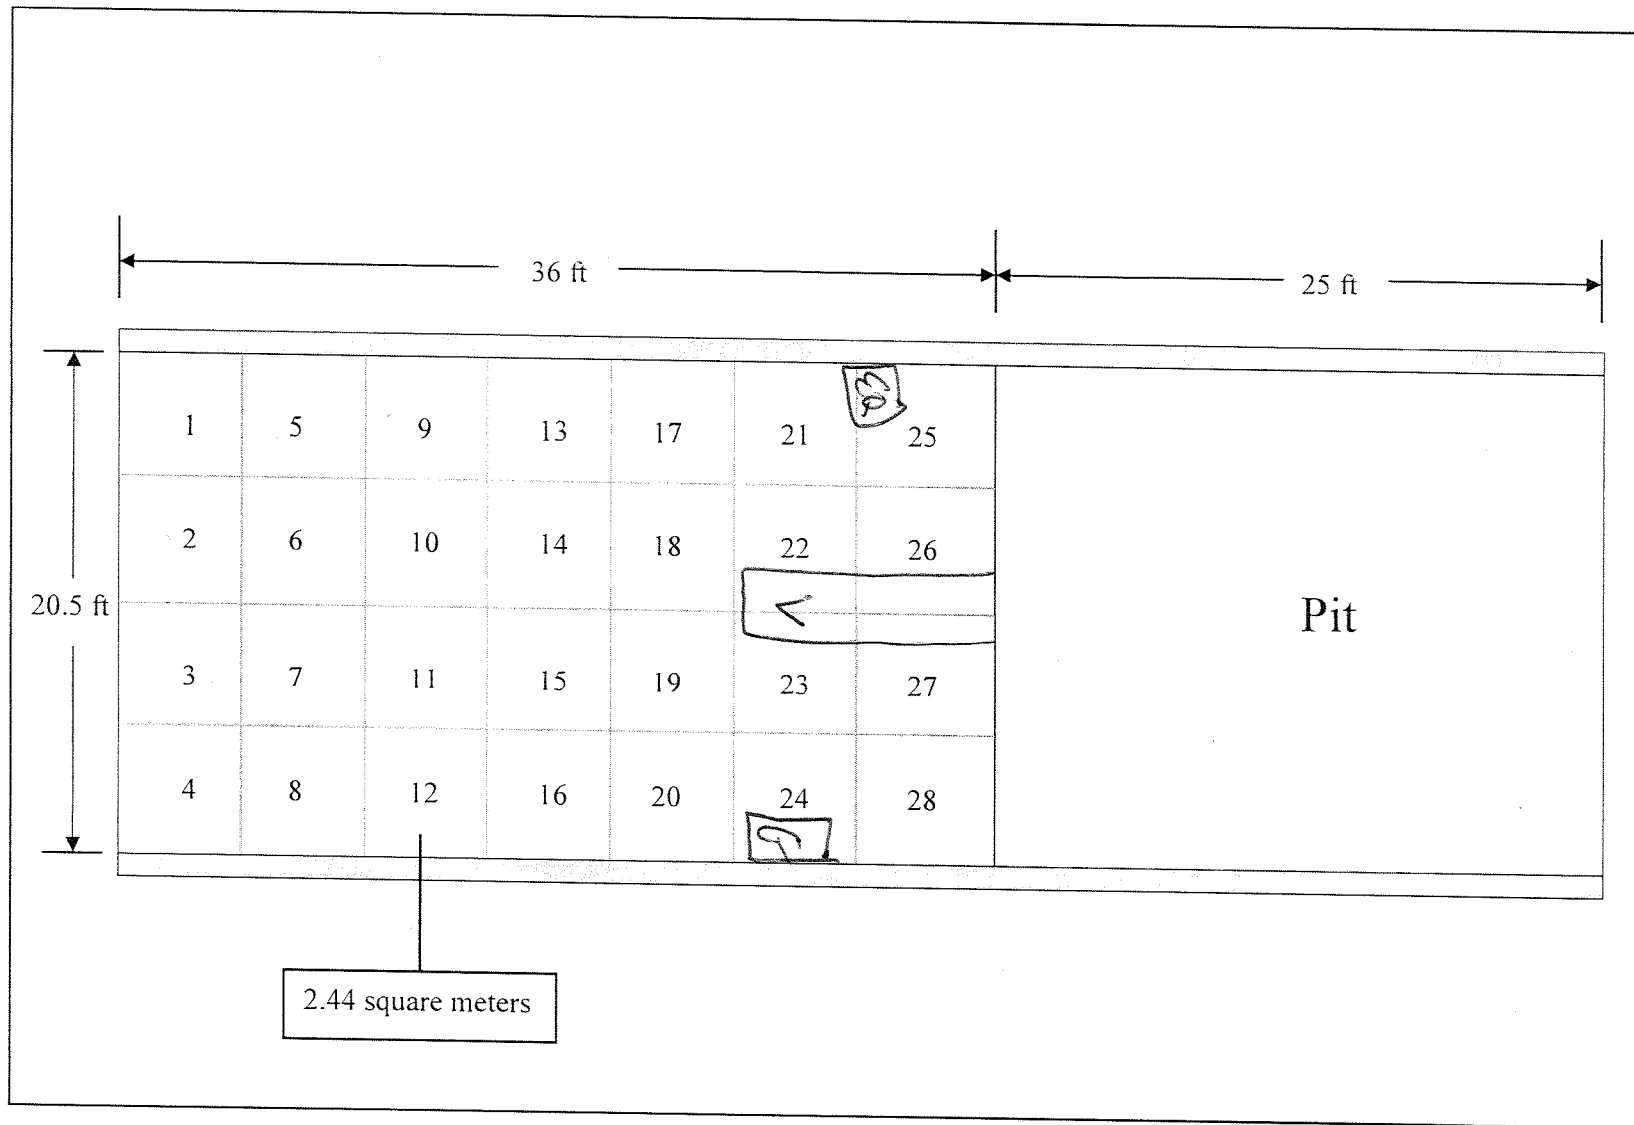 36 ft
25 ft
1 5 9 13 17 21 25
2 6 10 14 18 22 26
20.5 ft
Pit
3 7 11 15 19 23 27
4 8 12 16 20 24 28
2.44 square meters